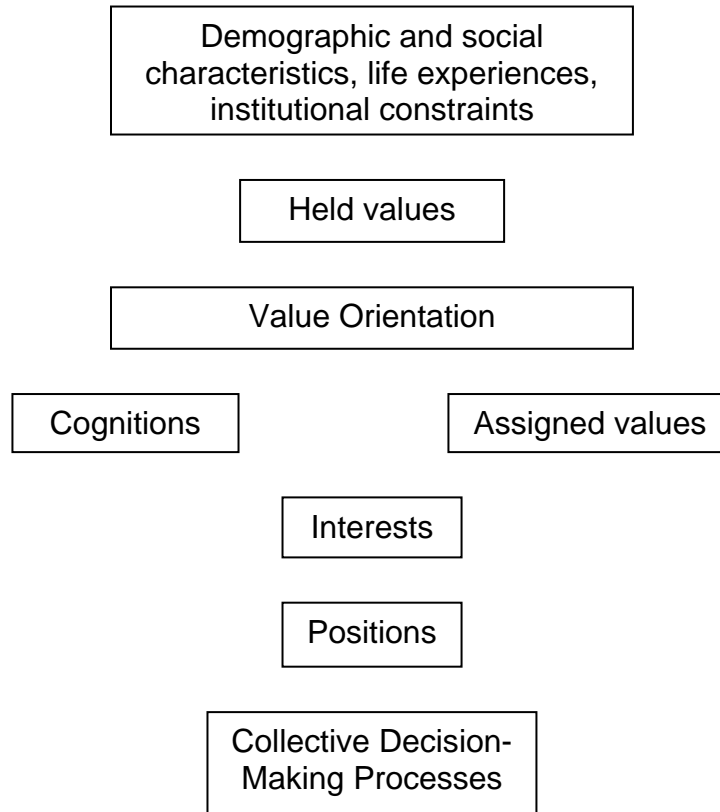 Demographic and social
characteristics, life experiences,
institutional constraints
Held values
Value Orientation
Cognitions
Assigned values
Interests
Positions
Collective Decision-
Making Processes